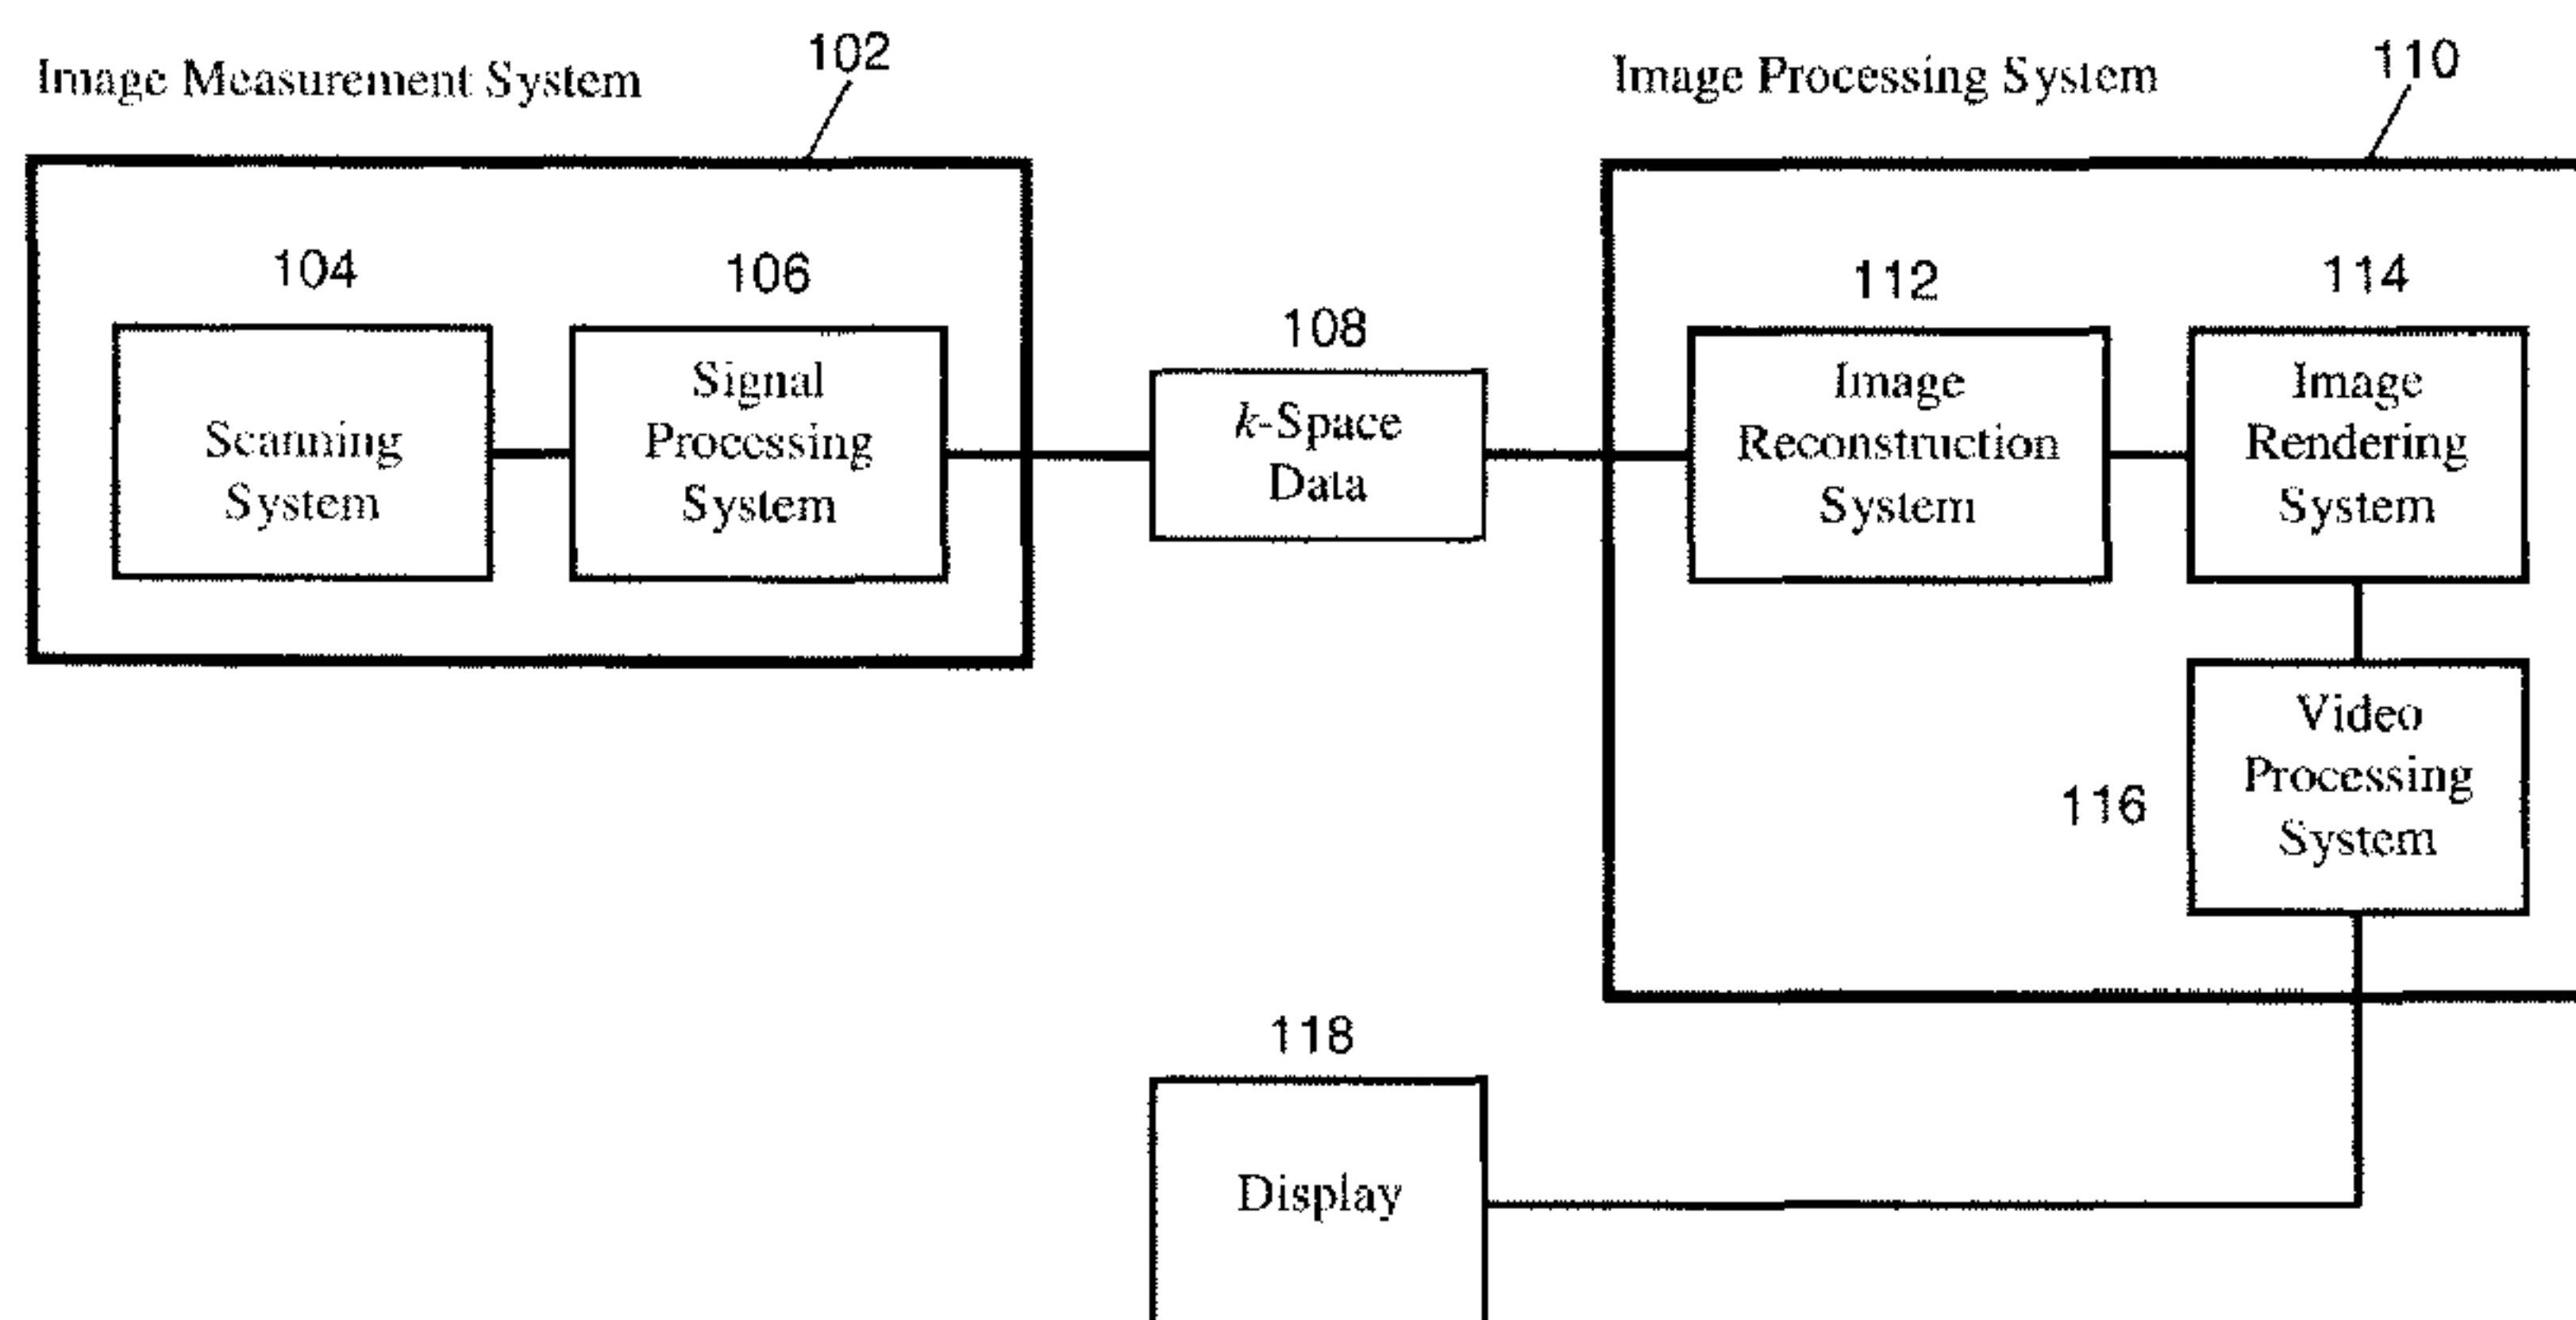 Image Measurement System
102
Image Processing System
110
104
Scanning
System
106
Signal
Processing
System
108
k-Space
Data
112
Image
Reconstruction
System
114
Image
Rendering
System
116
Video
Processing
System
118
Display